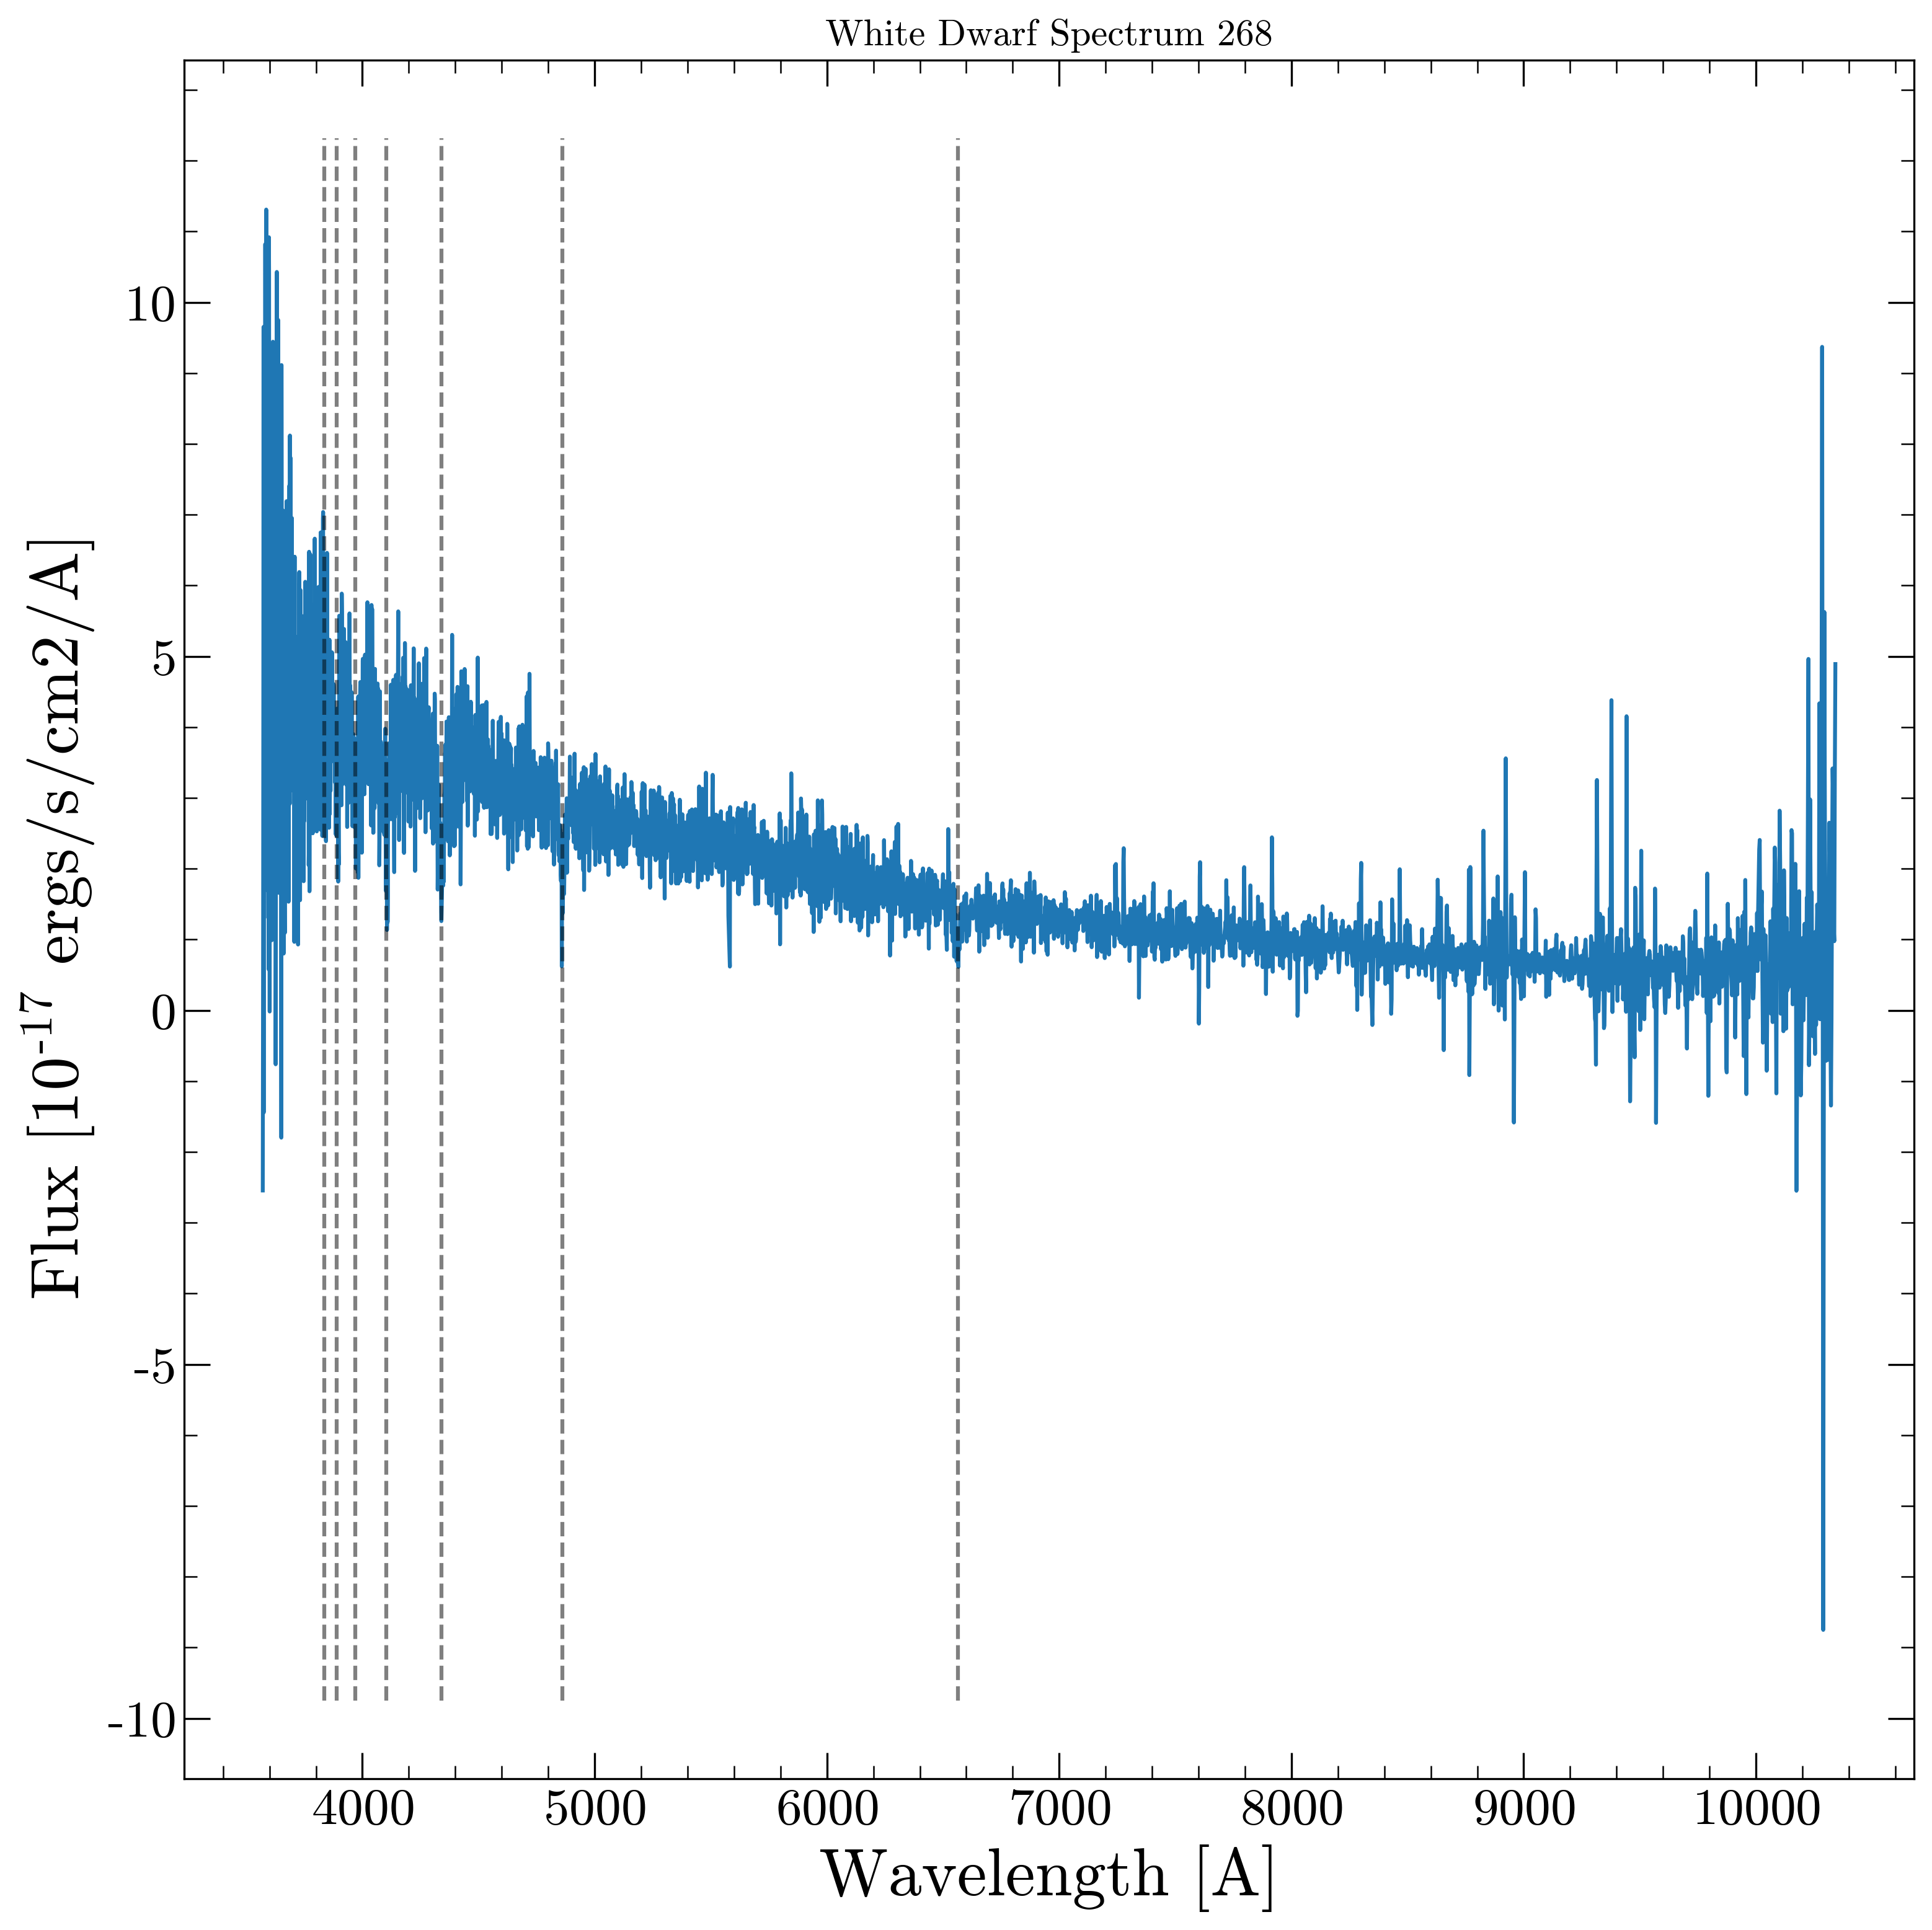 White Dwarf Spectrum 268
Flux [10-17 ergs/s/cm2/A]
10
5
0
-5
-10
4000 5000 6000 7000 8000 9000 10000
Wavelength [A]